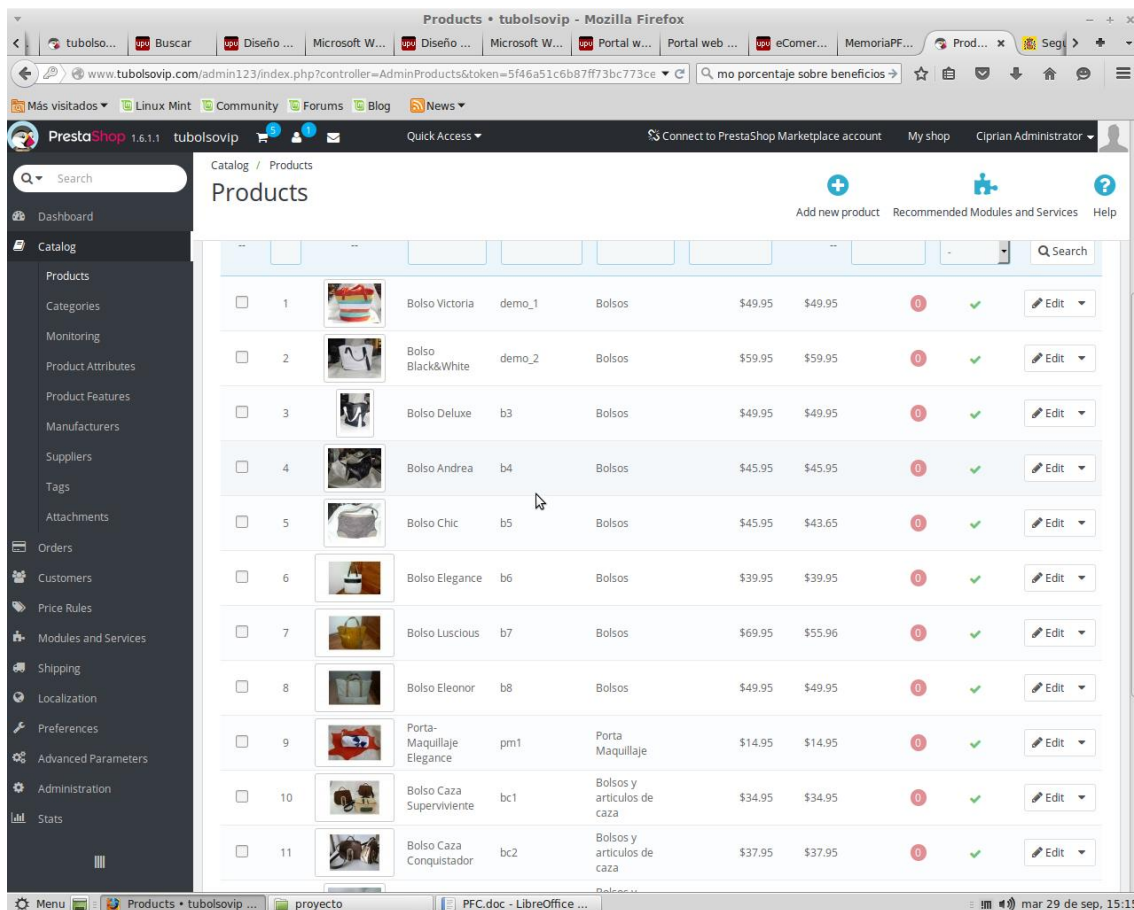 Products • tubolsovip - Mozilla Firefox
tubolso... Buscar Diseño ... Microsoft W... Diseño ... Microsoft W... Portal w... Portal web ... eComer... MemoriaPF... Prod... x
www.tubolsovip.com/admin123/index.php?controller=AdminProducts&token=5f46a51c6b87ff73bc773ce mo porcentaje sobre beneficios
Más visitados Linux Mint Community Forums Blog News
PrestaShop 1.6.1.1 tubolsovip 5 1 Quick Access Connect to PrestaShop Marketplace account My shop Ciprian Administrator
Search
Dashboard
Catalog
Products
Categories
Monitoring
Product Attributes
Product Features
Manufacturers
Suppliers
Tags
Attachments
Orders
Customers
Price Rules
Modules and Services
Shipping
Localization
Preferences
Advanced Parameters
Administration
Stats
Catalog / Products
Products
Add new product Recommended Modules and Services Help
-- -- -- - Search
1 Bolso Victoria demo_1 Bolsos $49.95 $49.95 0 Edit
2 Bolso Black&White demo_2 Bolsos $59.95 $59.95 0 Edit
3 Bolso Deluxe b3 Bolsos $49.95 $49.95 0 Edit
4 Bolso Andrea b4 Bolsos $45.95 $45.95 0 Edit
5 Bolso Chic b5 Bolsos $45.95 $43.65 0 Edit
6 Bolso Elegance b6 Bolsos $39.95 $39.95 0 Edit
7 Bolso Luscious b7 Bolsos $69.95 $55.96 0 Edit
8 Bolso Eleonor b8 Bolsos $49.95 $49.95 0 Edit
9 Porta-Maquillaje Elegance pm1 Porta Maquillaje $14.95 $14.95 0 Edit
10 Bolso Caza Superviviente bc1 Bolsos y articulos de caza $34.95 $34.95 0 Edit
11 Bolso Caza Conquistador bc2 Bolsos y articulos de caza $37.95 $37.95 0 Edit
Menu Products • tubolsovip ... proyecto PFC.doc - LibreOffice ... mar 29 de sep, 15:15